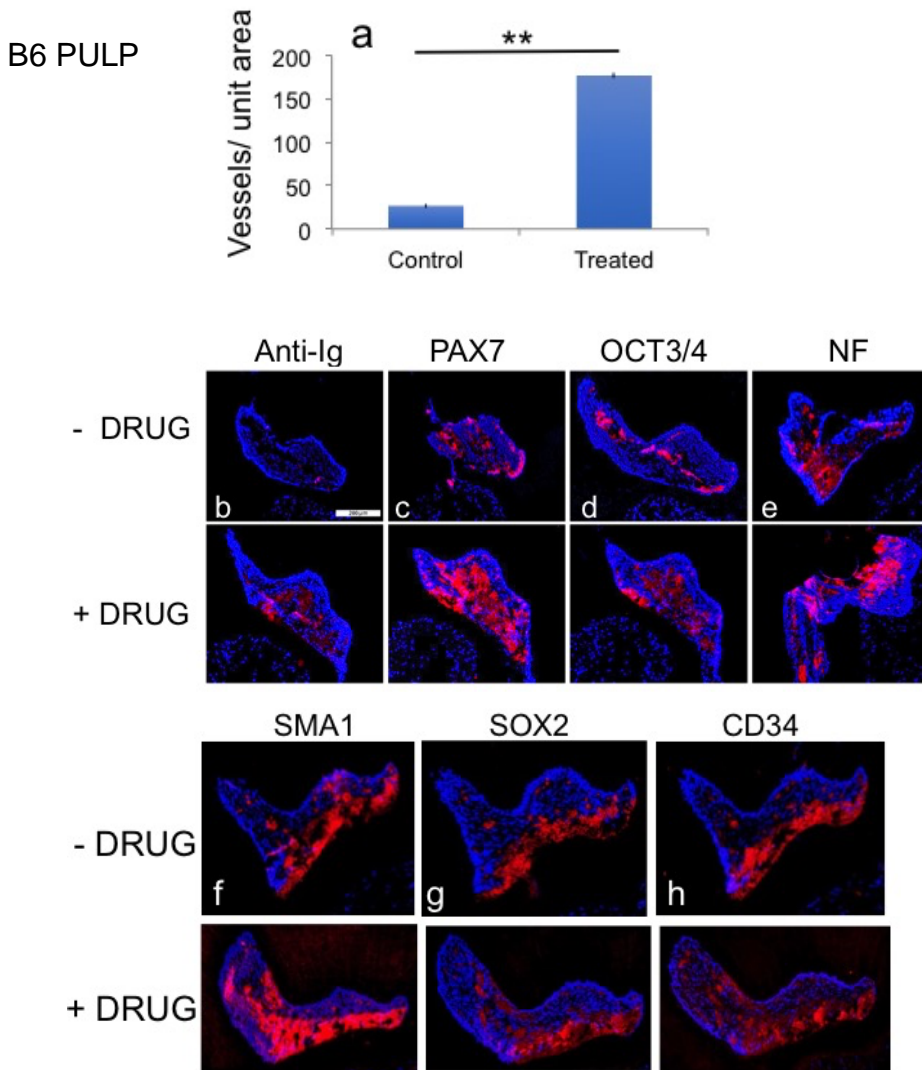 B6 PULP
a
**
Vessels/ unit area
200
150
100
50
0
Control Treated
Anti-Ig PAX7 OCT3/4 NF
- DRUG
b c d e
200µm
+ DRUG
SMA1 SOX2 CD34
- DRUG
f g h
+ DRUG